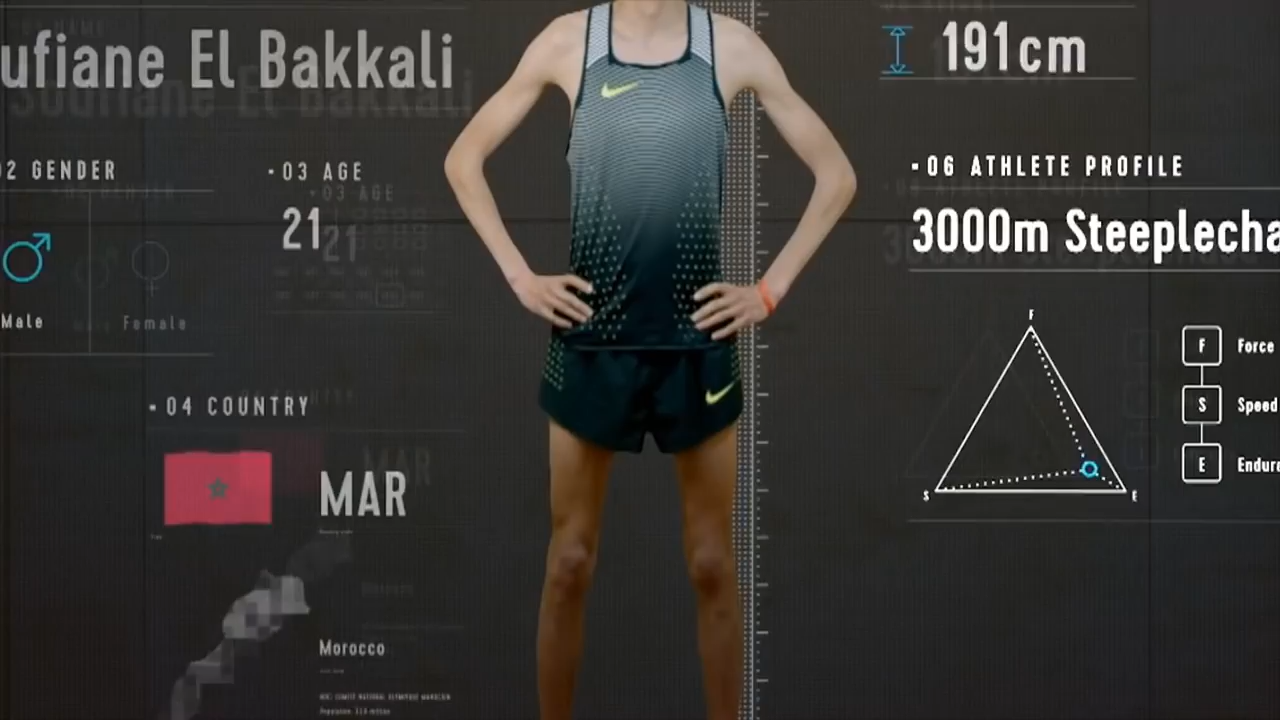 ufiane El Bakkali
02 GENDER
Male
Female
03 AGE
21
04 COUNTRY
MAR
Morocco
191cm
06 ATHLETE PROFILE
3000m Steeplecha
F
S
E
F Force
S Speed
E Endura